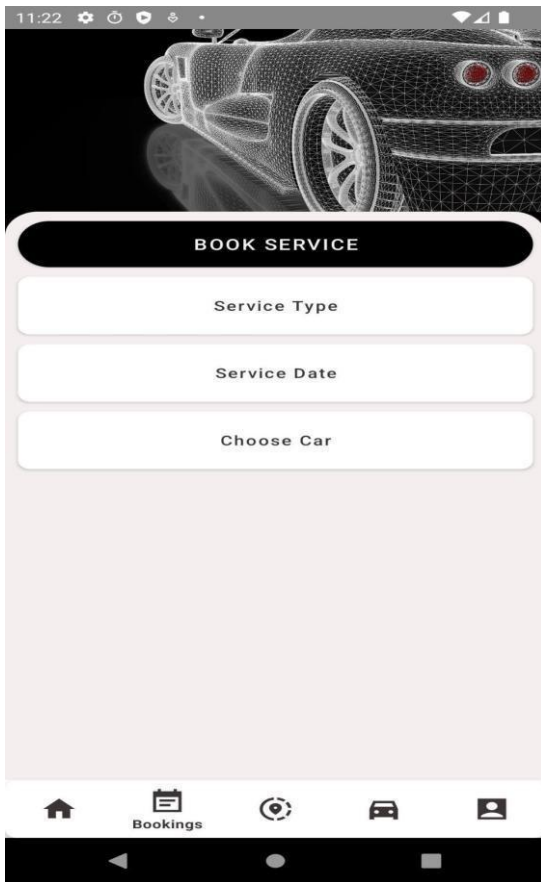 11:22
BOOK SERVICE
Service Type
Service Date
Choose Car
Bookings